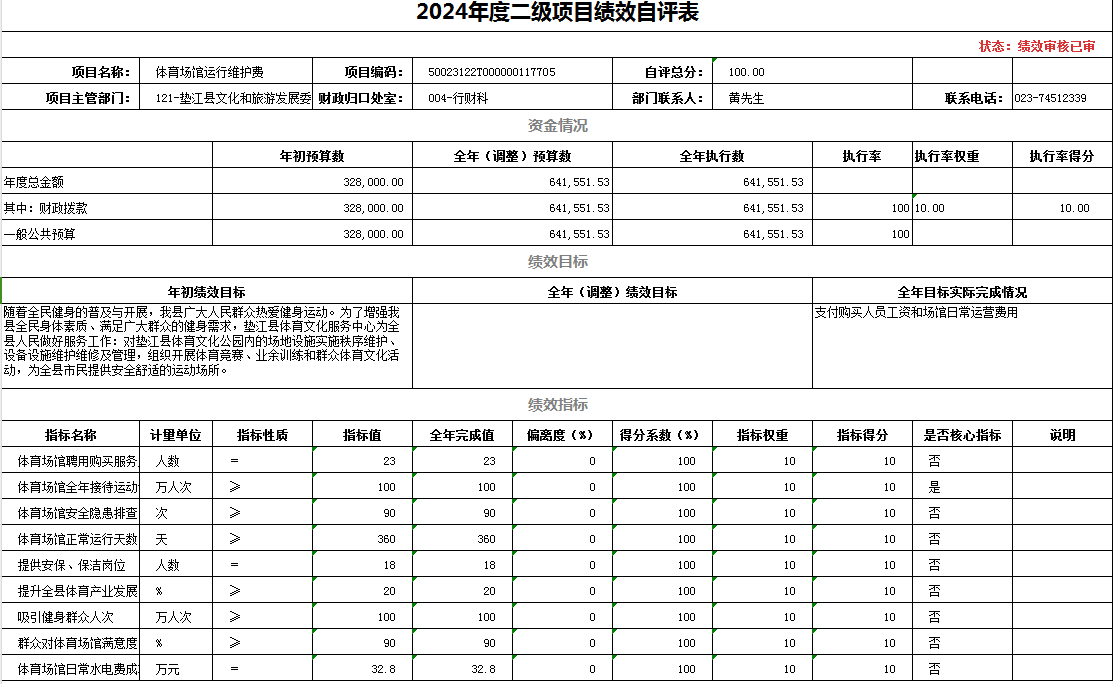 2024年度二级项目绩效自评表
状态：绩效审核已审
项目名称： 体育场馆运行维护费 项目编码： 50023122T000000117705 自评总分： 100.00
项目主管部门： 121-垫江县文化和旅游发展委 财政归口处室： 004-行财科 部门联系人： 黄先生 联系电话： 023-74512339
资金情况
年初预算数 全年（调整）预算数 全年执行数 执行率 执行率权重 执行率得分
年度总金额 328,000.00 641,551.53 641,551.53
其中：财政拨款 328,000.00 641,551.53 641,551.53 100 10.00 10.00
一般公共预算 328,000.00 641,551.53 641,551.53 100
绩效目标
年初绩效目标 全年（调整）绩效目标 全年目标实际完成情况
随着全民健身的普及与开展，我县广大人民群众热爱健身运动。为了增强我
县全民身体素质、满足广大群众的健身需求，垫江县体育文化服务中心为全
县人民做好服务工作：对垫江县体育文化公园内的场地设施实施秩序维护、
设备设施维护维修及管理，组织开展体育竞赛、业余训练和群众体育文化活
动，为全县市民提供安全舒适的运动场所。
支付购买人员工资和场馆日常运营费用
绩效指标
指标名称 计量单位 指标性质 指标值 全年完成值 偏离度（%） 得分系数（%） 指标权重 指标得分 是否核心指标 说明
体育场馆聘用购买服务 人数 ＝ 23 23 0 100 10 10 否
体育场馆全年接待运动 万人次 ≥ 100 100 0 100 10 10 是
体育场馆安全隐患排查 次 ≥ 90 90 0 100 10 10 否
体育场馆正常运行天数 天 ≥ 360 360 0 100 10 10 否
提供安保、保洁岗位 人数 ＝ 18 18 0 100 10 10 否
提升全县体育产业发展 % ≥ 20 20 0 100 10 10 否
吸引健身群众人次 万人次 ≥ 100 100 0 100 10 10 否
群众对体育场馆满意度 % ≥ 90 90 0 100 10 10 否
体育场馆日常水电费成 万元 ＝ 32.8 32.8 0 100 10 10 否